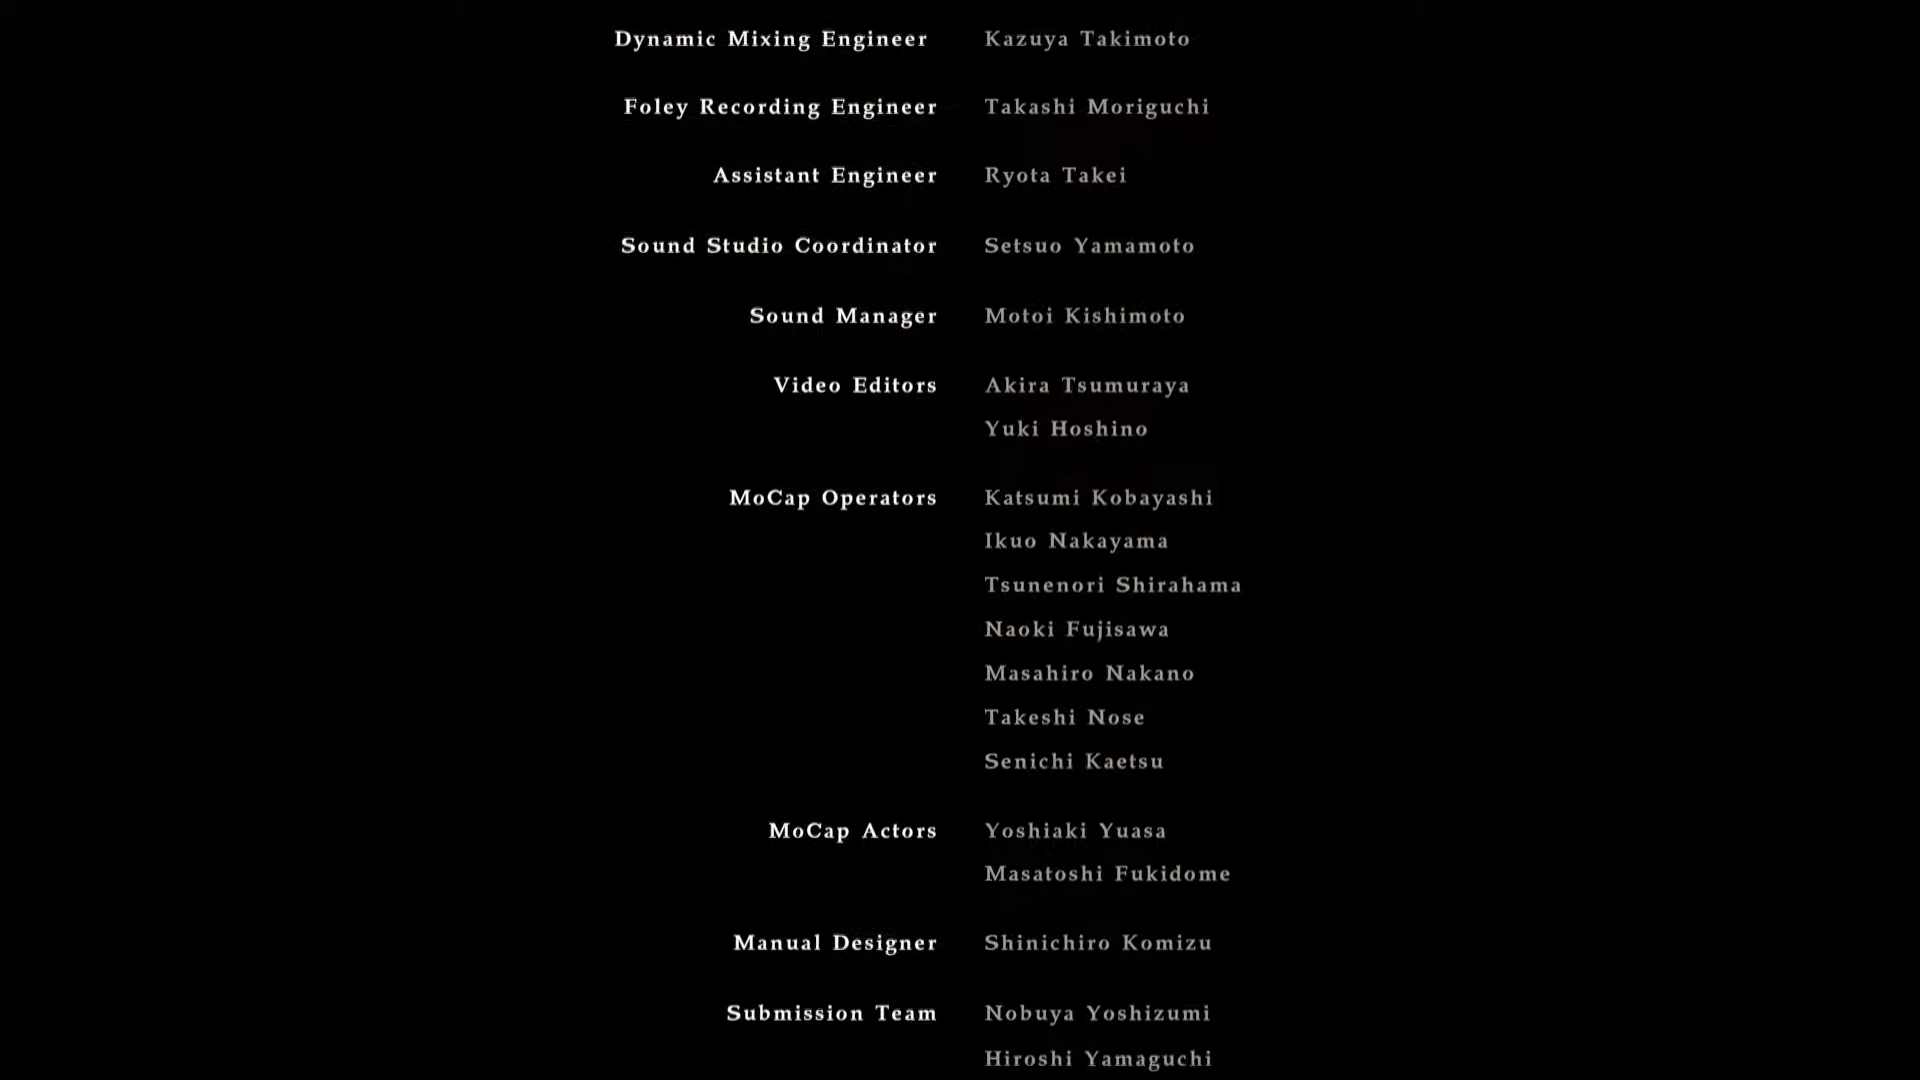 Dynamic Mixing Engineer Kazuya Takimoto
Foley Recording Engineer Takashi Moriguchi
Assistant Engineer Ryota Takei
Sound Studio Coordinator Setsuo Yamamoto
Sound Manager Motoi Kishimoto
Video Editors Akira Tsumuraya
Yuki Hoshino
MoCap Operators Katsumi Kobayashi
Ikuo Nakayama
Tsunenori Shirahama
Naoki Fujisawa
Masahiro Nakano
Takeshi Nose
Senichi Kaetsu
MoCap Actors Yoshiaki Yuasa
Masatoshi Fukidome
Manual Designer Shinichiro Komizu
Submission Team Nobuya Yoshizumi
Hiroshi Yamaguchi